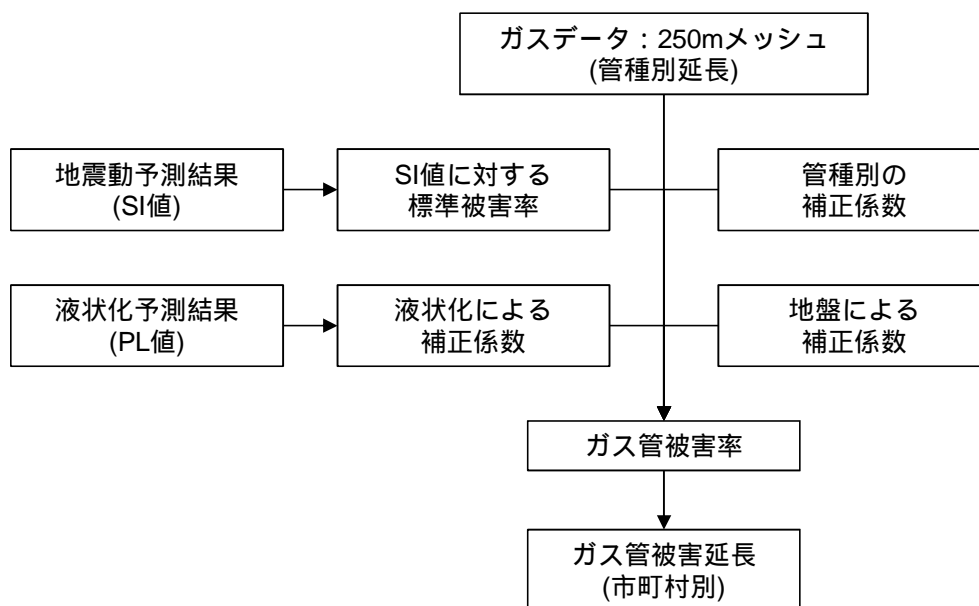 ガスデータ：250mメッシュ
(管種別延長)
地震動予測結果
(SI値)
SI値に対する
標準被害率
管種別の
補正係数
液状化予測結果
(PL値)
液状化による
補正係数
地盤による
補正係数
ガス管被害率
ガス管被害延長
(市町村別)